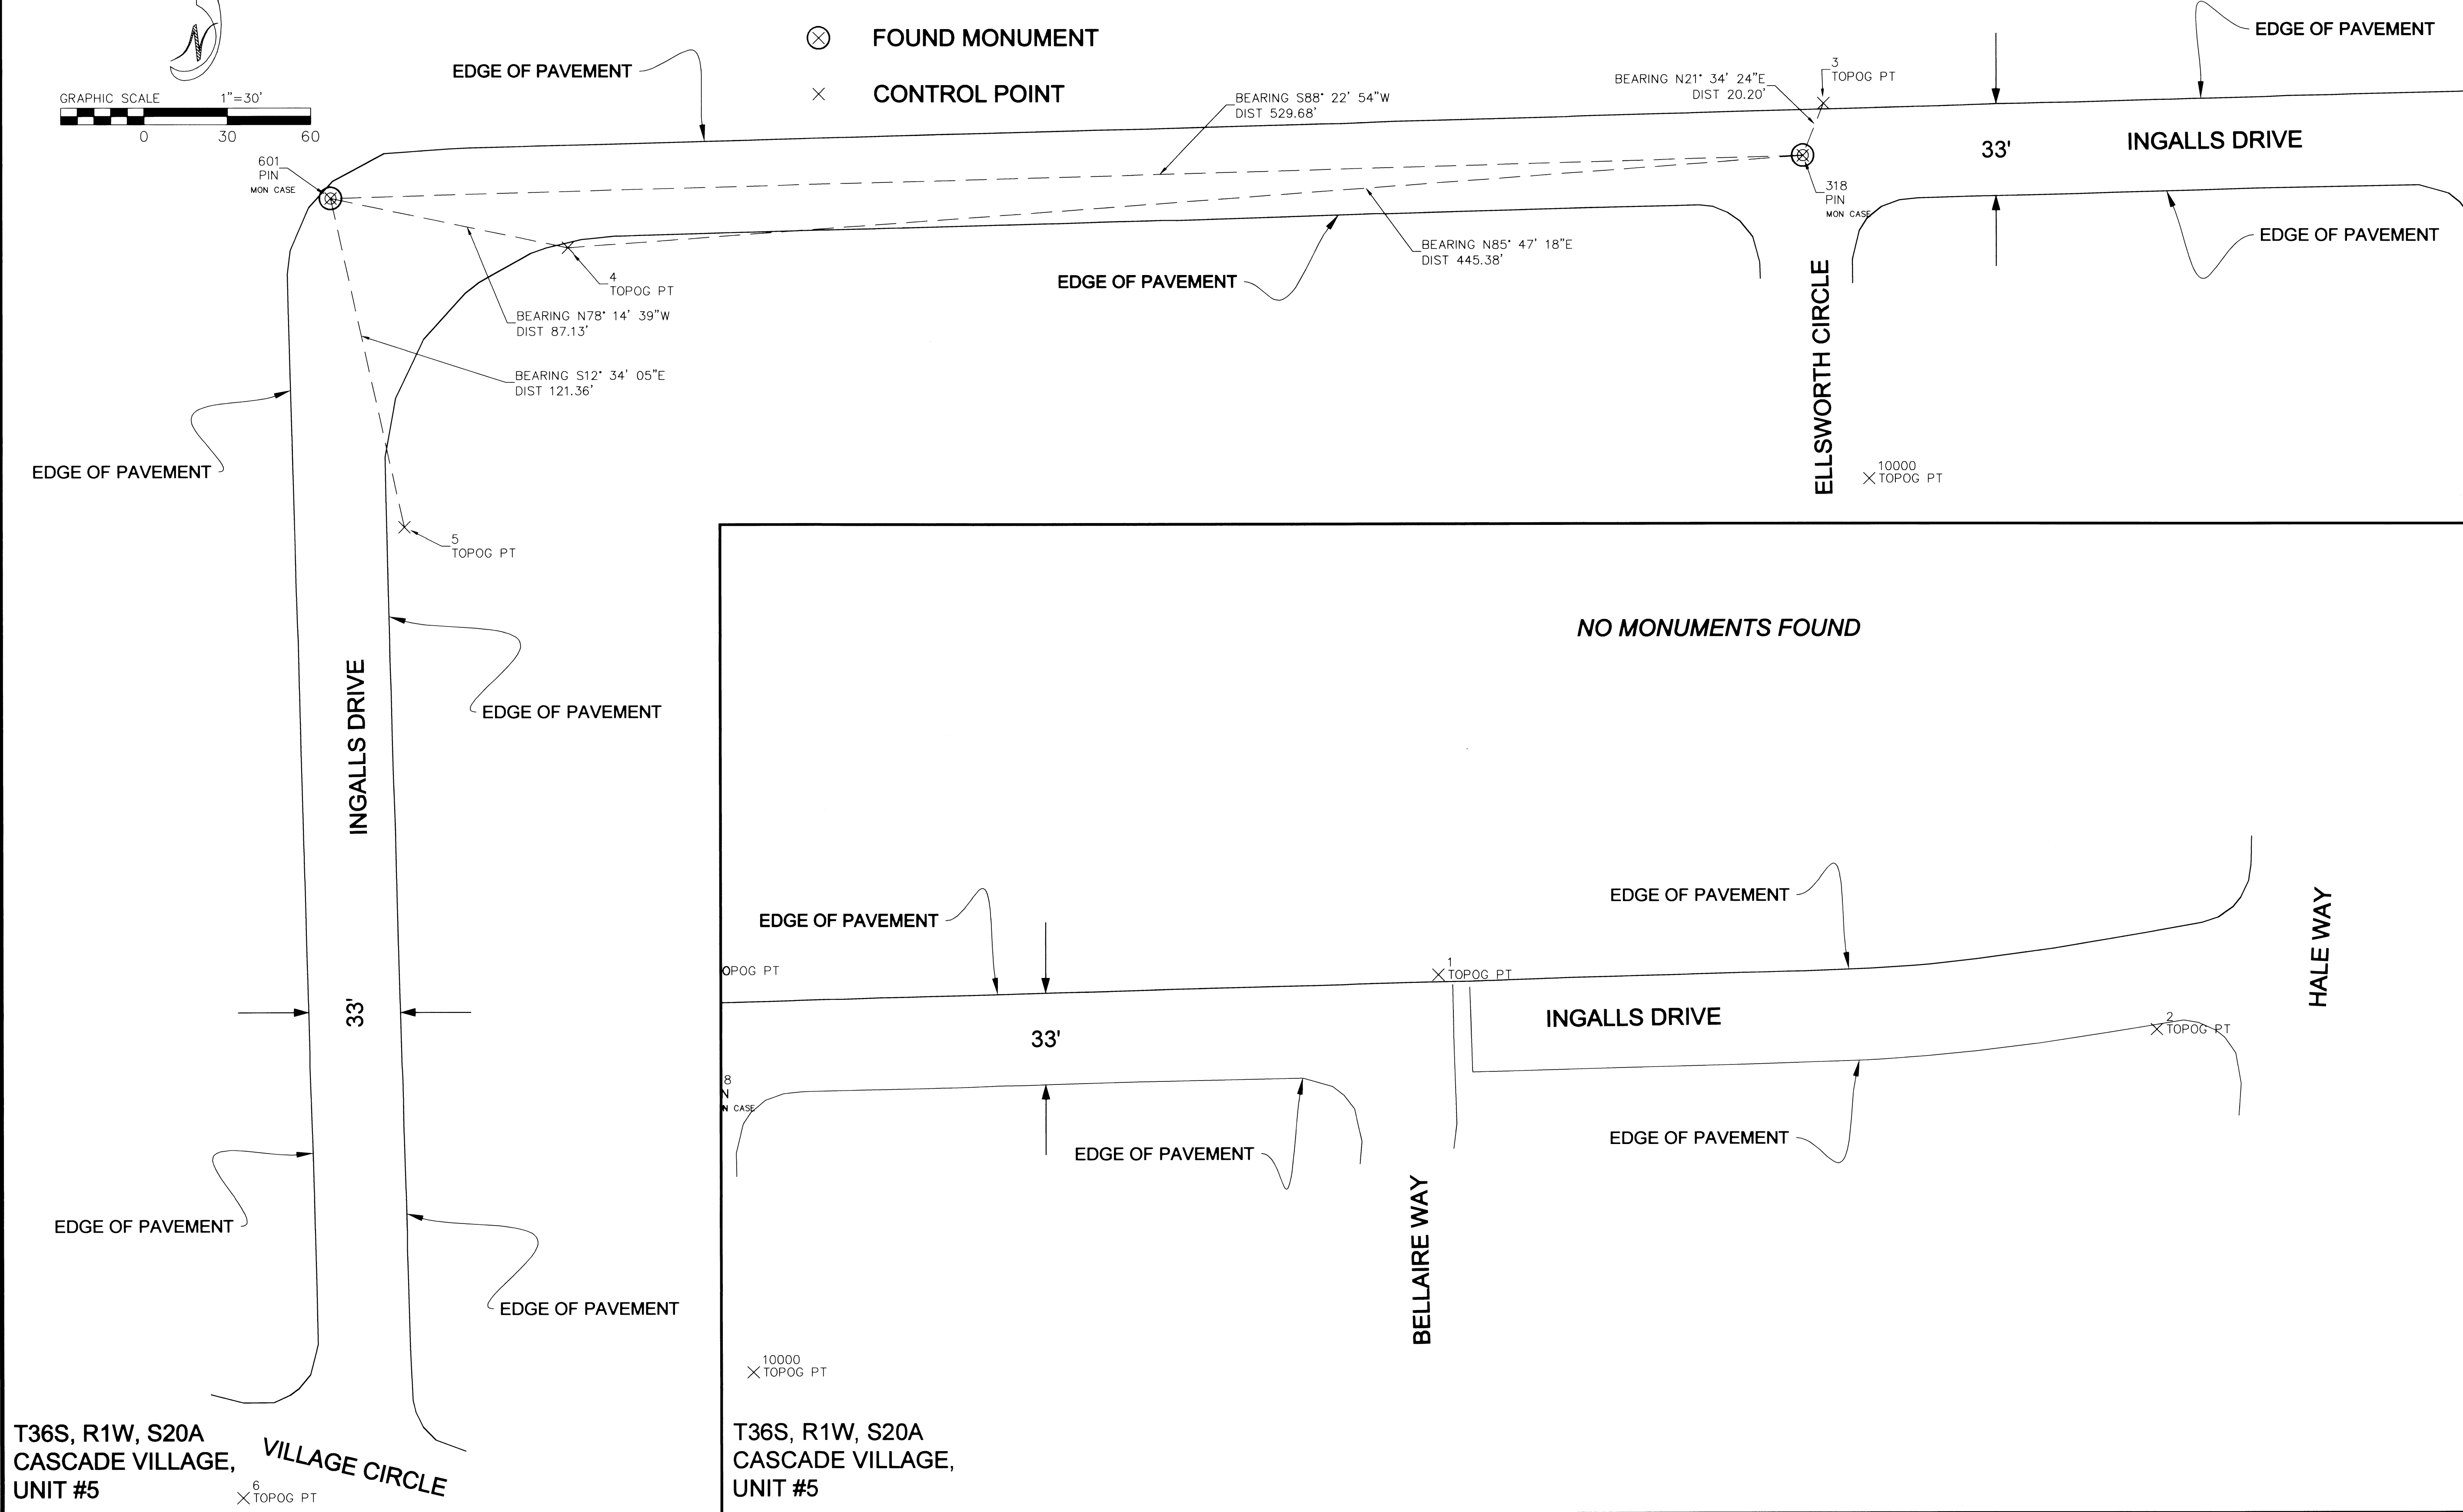 N
FOUND MONUMENT
CONTROL POINT
GRAPHIC SCALE 1"=30'
0 30 60
EDGE OF PAVEMENT
BEARING S88° 22' 54"W
DIST 529.68'
BEARING N21° 34' 24"E
DIST 20.20'
3
TOPOG PT
EDGE OF PAVEMENT
33'
INGALLS DRIVE
601
PIN
MON CASE
318
PIN
MON CASE
4
TOPOG PT
BEARING N85° 47' 18"E
DIST 445.38'
EDGE OF PAVEMENT
EDGE OF PAVEMENT
BEARING N78° 14' 39"W
DIST 87.13'
BEARING S12° 34' 05"E
DIST 121.36'
ELLSWORTH CIRCLE
EDGE OF PAVEMENT
10000
TOPOG PT
5
TOPOG PT
INGALLS DRIVE
EDGE OF PAVEMENT
33'
EDGE OF PAVEMENT
EDGE OF PAVEMENT
T36S, R1W, S20A
CASCADE VILLAGE,
UNIT #5
VILLAGE CIRCLE
6
TOPOG PT
NO MONUMENTS FOUND
EDGE OF PAVEMENT
EDGE OF PAVEMENT
HALE WAY
OPOG PT
1
TOPOG PT
INGALLS DRIVE
2
TOPOG PT
33'
8
N
N CASE
EDGE OF PAVEMENT
EDGE OF PAVEMENT
BELLAIRE WAY
10000
TOPOG PT
T36S, R1W, S20A
CASCADE VILLAGE,
UNIT #5